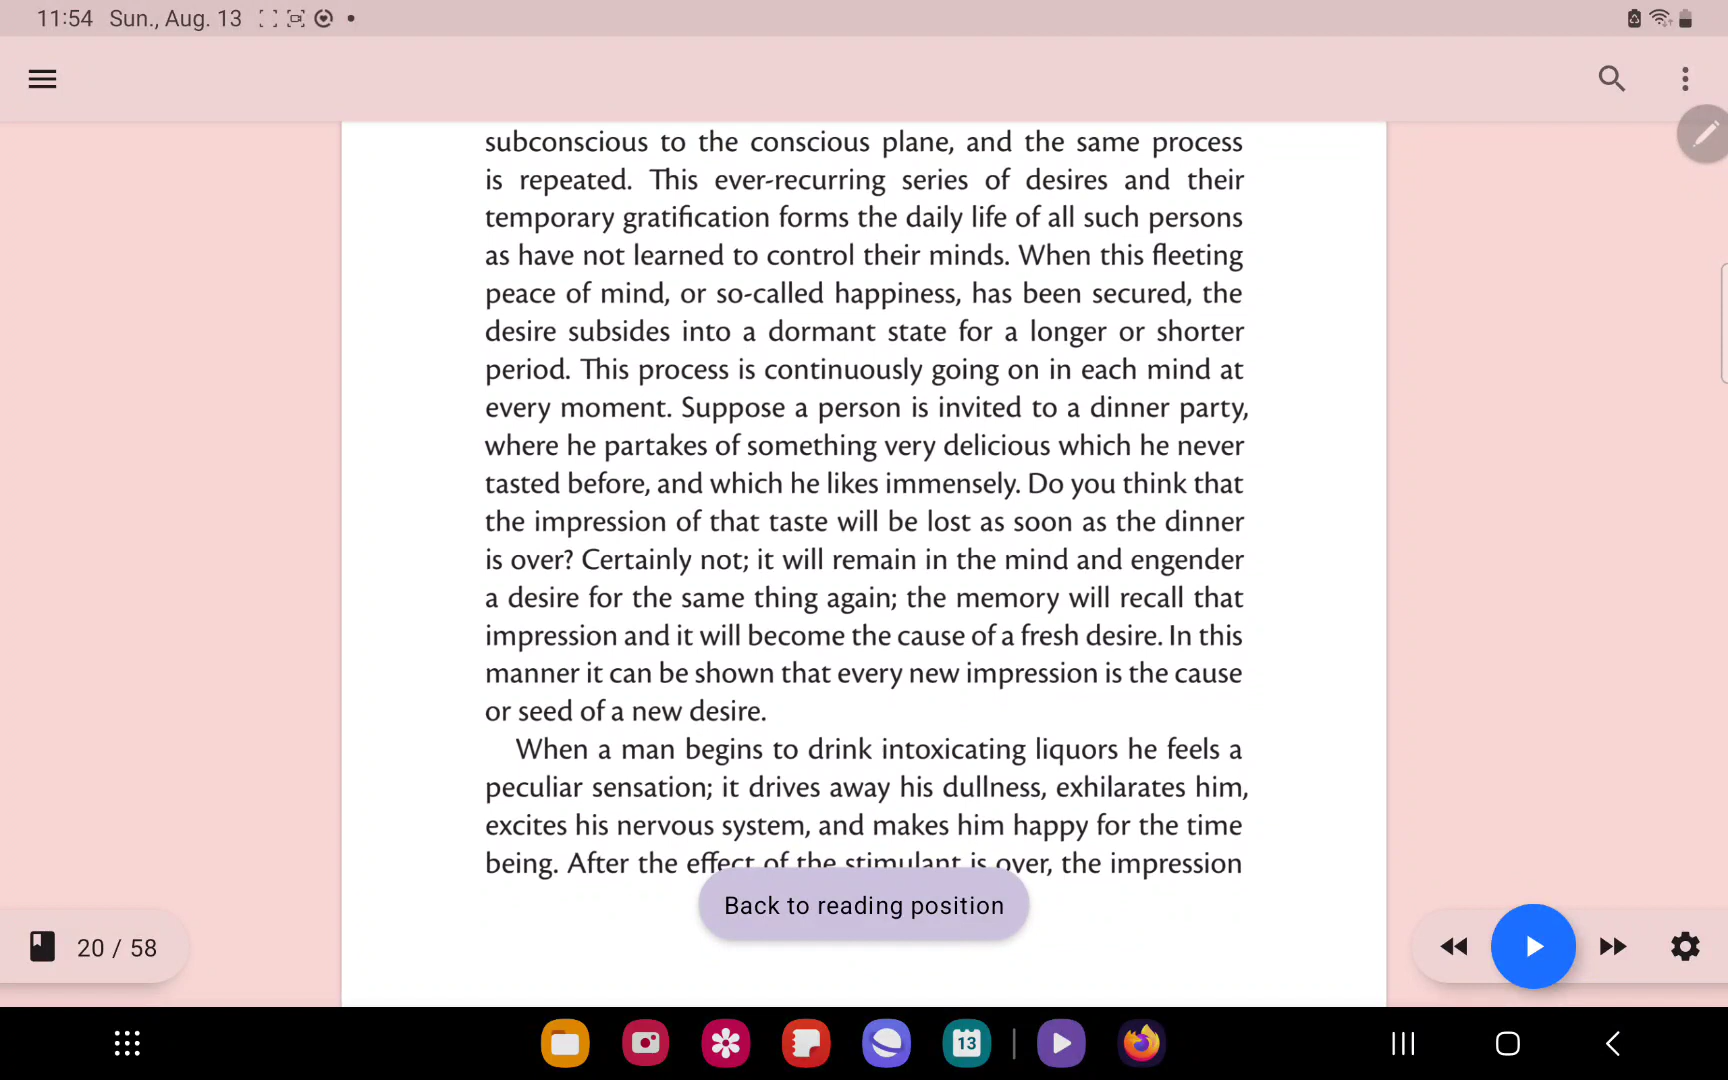 11:54 Sun., Aug. 13
subconscious to the conscious plane, and the same process
is repeated. This ever-recurring series of desires and their
temporary gratification forms the daily life of all such persons
as have not learned to control their minds. When this fleeting
peace of mind, or so-called happiness, has been secured, the
desire subsides into a dormant state for a longer or shorter
period. This process is continuously going on in each mind at
every moment. Suppose a person is invited to a dinner party,
where he partakes of something very delicious which he never
tasted before, and which he likes immensely. Do you think that
the impression of that taste will be lost as soon as the dinner
is over? Certainly not; it will remain in the mind and engender
a desire for the same thing again; the memory will recall that
impression and it will become the cause of a fresh desire. In this
manner it can be shown that every new impression is the cause
or seed of a new desire.
When a man begins to drink intoxicating liquors he feels a
peculiar sensation; it drives away his dullness, exhilarates him,
excites his nervous system, and makes him happy for the time
being. After the effect of the stimulant is over, the impression
Back to reading position
20 / 58
13